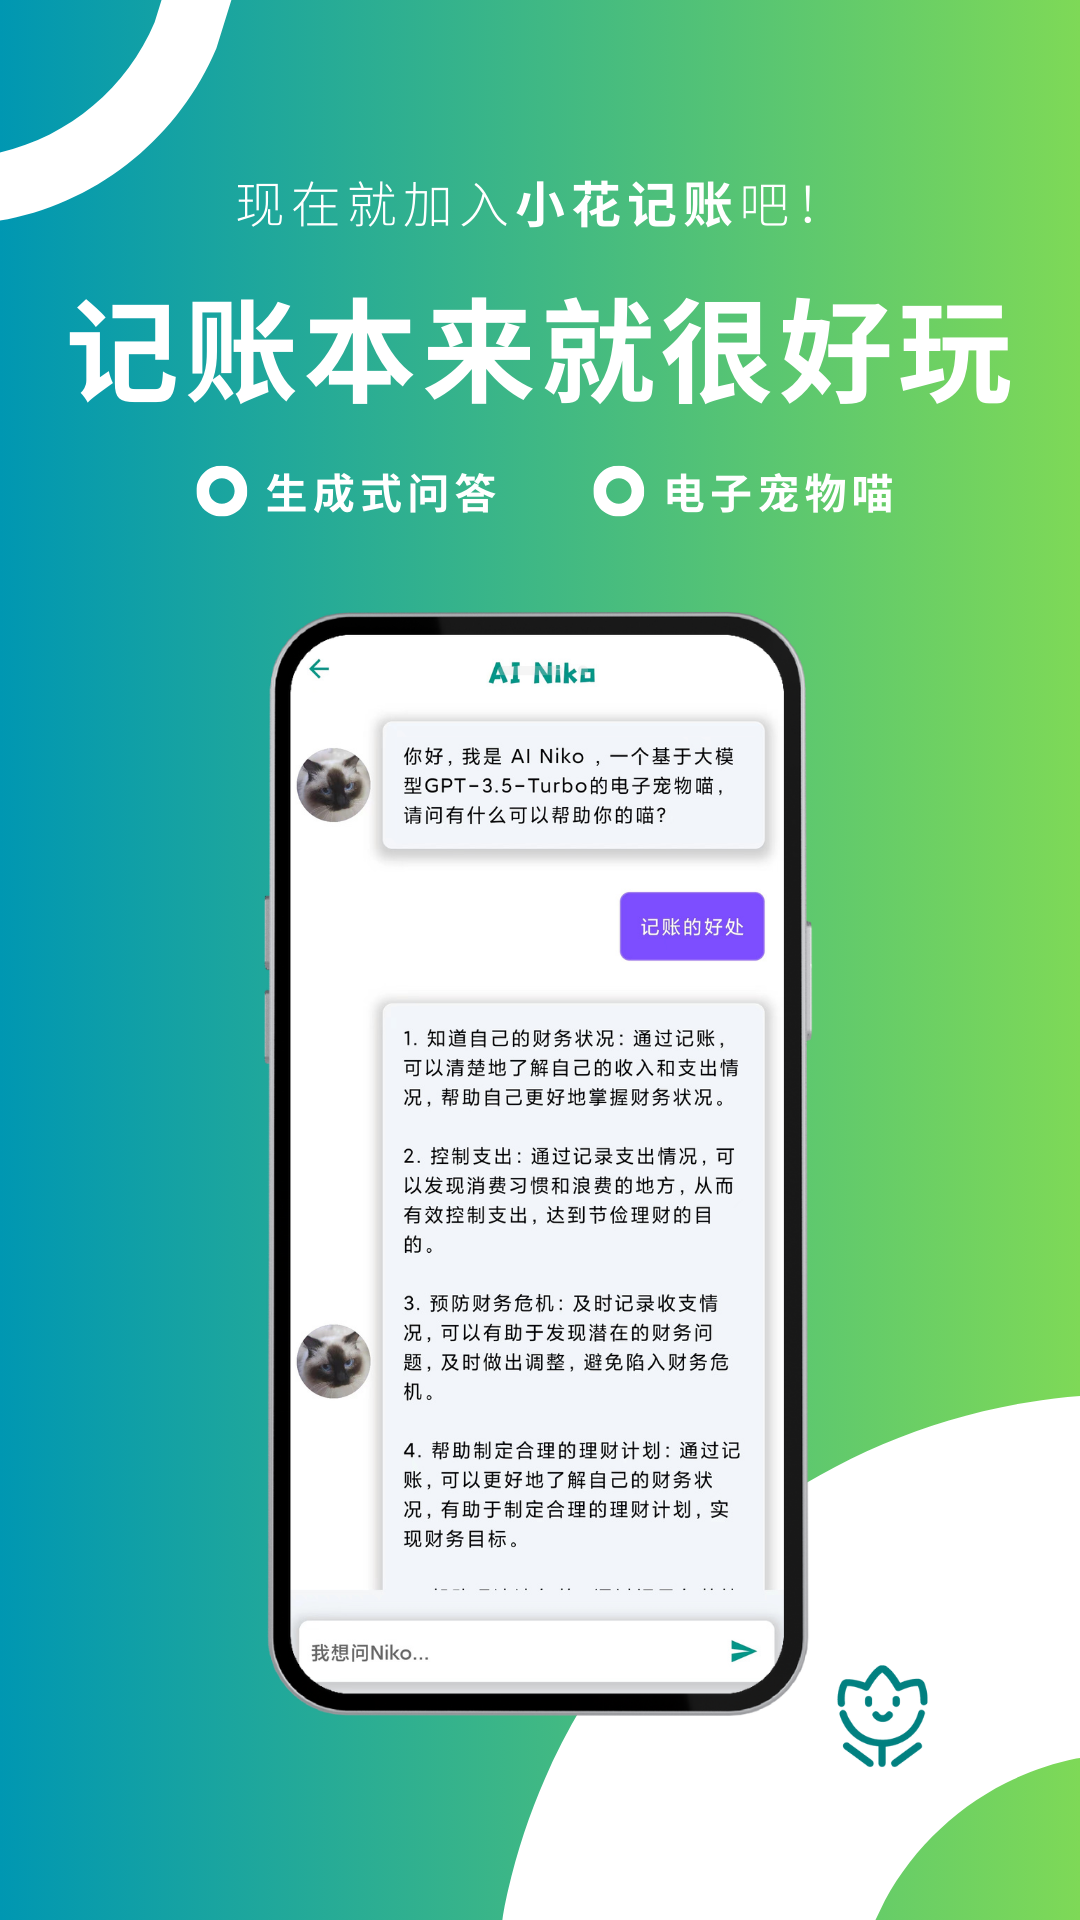 现在就加入小花记账吧！
记账本来就很好玩
生成式问答
电子宠物喵
AI Niko
你好，我是 AI Niko ，一个基于大模
型GPT-3.5-Turbo的电子宠物喵，
请问有什么可以帮助你的喵？
记账的好处
1. 知道自己的财务状况：通过记账，
可以清楚地了解自己的收入和支出情
况，帮助自己更好地掌握财务状况。
2. 控制支出：通过记录支出情况，可
以发现消费习惯和浪费的地方，从而
有效控制支出，达到节俭理财的目
的。
3. 预防财务危机：及时记录收支情
况，可以有助于发现潜在的财务问
题，及时做出调整，避免陷入财务危
机。
4. 帮助制定合理的理财计划：通过记
账，可以更好地了解自己的财务状
况，有助于制定合理的理财计划，实
现财务目标。
我想问Niko...